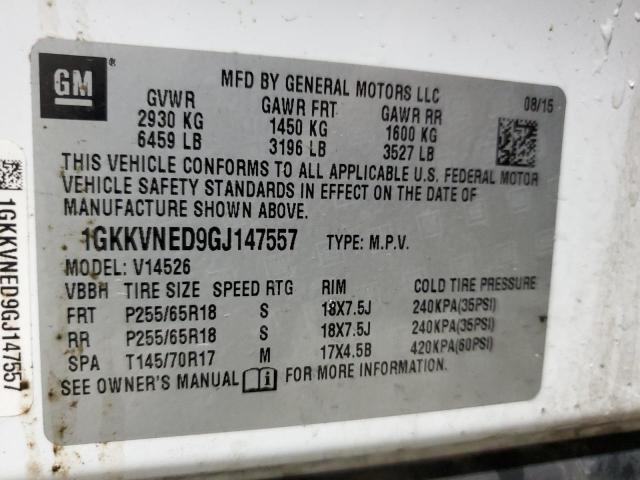 GM ®
MFD BY GENERAL MOTORS LLC
08/15
GVWR GAWR FRT GAWR RR
2930 KG 1450 KG 1600 KG
6459 LB 3196 LB 3527 LB
THIS VEHICLE CONFORMS TO ALL APPLICABLE U.S. FEDERAL MOTOR
VEHICLE SAFETY STANDARDS IN EFFECT ON THE DATE OF
MANUFACTURE SHOWN ABOVE.
1GKKVNED9GJ147557 TYPE: M.P.V.
MODEL: V14526
VBBH TIRE SIZE SPEED RTG RIM COLD TIRE PRESSURE
FRT P255/65R18 S 18X7.5J 240KPA(35PSI)
RR P255/65R18 S 18X7.5J 240KPA(35PSI)
SPA T145/70R17 M 17X4.5B 420KPA(60PSI)
SEE OWNER'S MANUAL i FOR MORE INFORMATION.
1GKKVNED9GJ147557